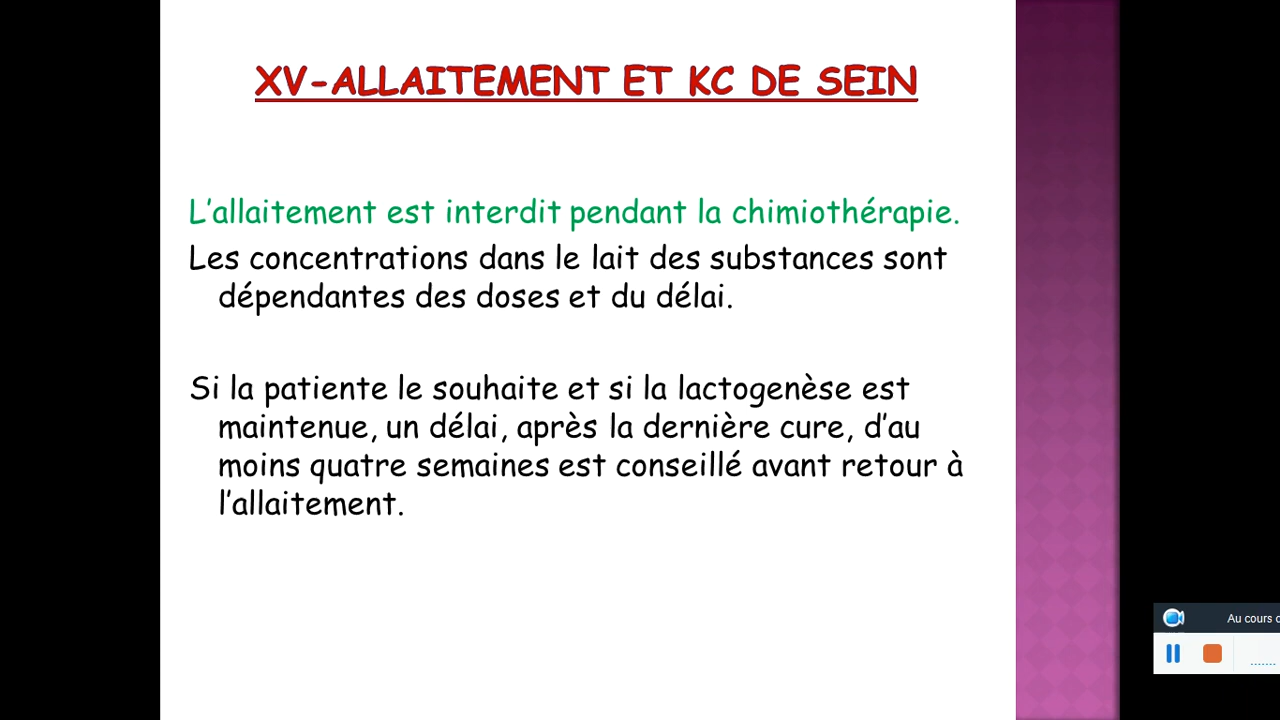 XV-ALLAITEMENT ET KC DE SEIN
L'allaitement est interdit pendant la chimiothérapie.
Les concentrations dans le lait des substances sont
dépendantes des doses et du délai.
Si la patiente le souhaite et si la lactogenèse est
maintenue, un délai, après la dernière cure, d'au
moins quatre semaines est conseillé avant retour à
l'allaitement.
Au cours